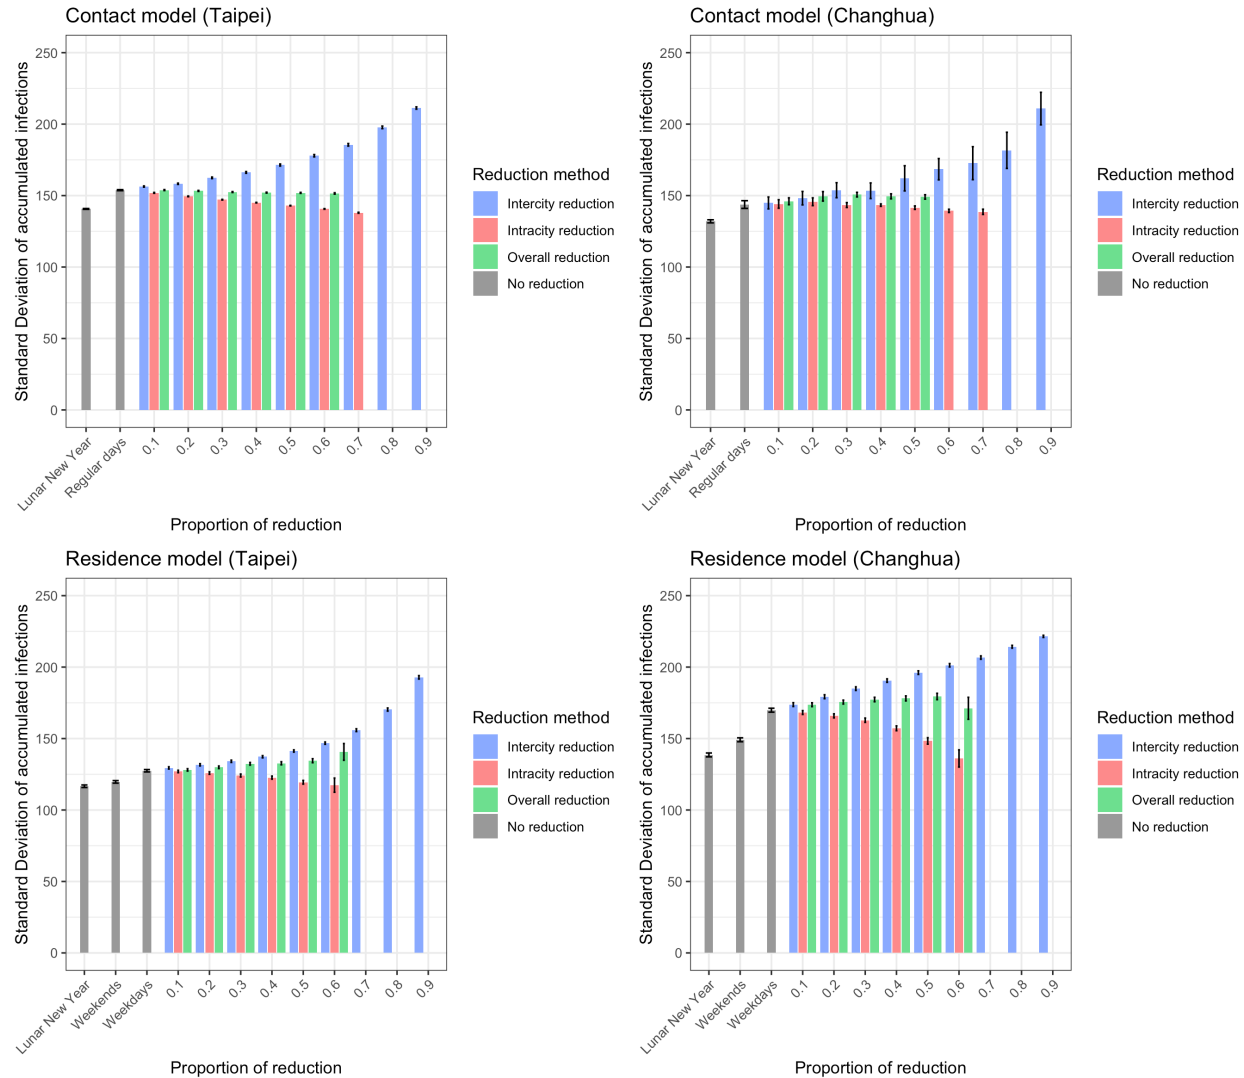 Contact model (Taipei)
Standard Deviation of accumulated infections
250
200
150
100
50
0
Lunar New Year
Regular days
0.1
0.2
0.3
0.4
0.5
0.6
0.7
0.8
0.9
Proportion of reduction
Reduction method
Intercity reduction
Intracity reduction
Overall reduction
No reduction
Contact model (Changhua)
Standard Deviation of accumulated infections
250
200
150
100
50
0
Lunar New Year
Regular days
0.1
0.2
0.3
0.4
0.5
0.6
0.7
0.8
0.9
Proportion of reduction
Reduction method
Intercity reduction
Intracity reduction
Overall reduction
No reduction
Residence model (Taipei)
Standard Deviation of accumulated infections
250
200
150
100
50
0
Lunar New Year
Weekends
Weekdays
0.1
0.2
0.3
0.4
0.5
0.6
0.7
0.8
0.9
Proportion of reduction
Reduction method
Intercity reduction
Intracity reduction
Overall reduction
No reduction
Residence model (Changhua)
Standard Deviation of accumulated infections
250
200
150
100
50
0
Lunar New Year
Weekends
Weekdays
0.1
0.2
0.3
0.4
0.5
0.6
0.7
0.8
0.9
Proportion of reduction
Reduction method
Intercity reduction
Intracity reduction
Overall reduction
No reduction